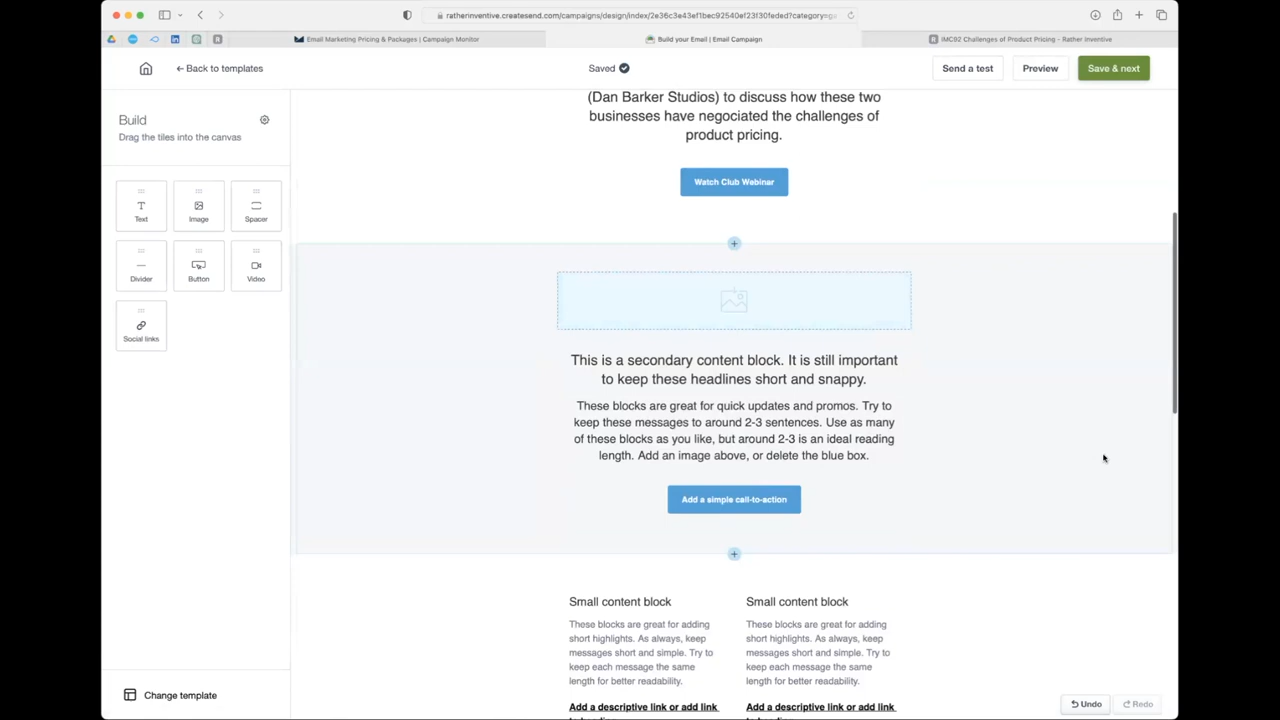 ratherinventive.createsend.com/campaigns/design/index/2e36c3e43ef1bec92540ef123f30feded?category=g
Email Marketing Pricing & Packages | Campaign Monitor
Build your Email | Email Campaign
IMC92 Challenges of Product Pricing - Rather Inventive
← Back to templates
Saved
Send a test
Preview
Save & next
Build
Drag the tiles into the canvas
Text
Image
Spacer
Divider
Button
Video
Social links
Change template
(Dan Barker Studios) to discuss how these two
businesses have negotiated the challenges of
product pricing.
Watch Club Webinar
This is a secondary content block. It is still important
to keep these headlines short and snappy.
These blocks are great for quick updates and promos. Try to
keep these messages to around 2-3 sentences. Use as many
of these blocks as you like, but around 2-3 is an ideal reading
length. Add an image above, or delete the blue box.
Add a simple call-to-action
Small content block
These blocks are great for adding
short highlights. As always, keep
messages short and simple. Try to
keep each message the same
length for better readability.
Add a descriptive link or add link
Small content block
These blocks are great for adding
short highlights. As always, keep
messages short and simple. Try to
keep each message the same
length for better readability.
Add a descriptive link or add link
Undo
Redo